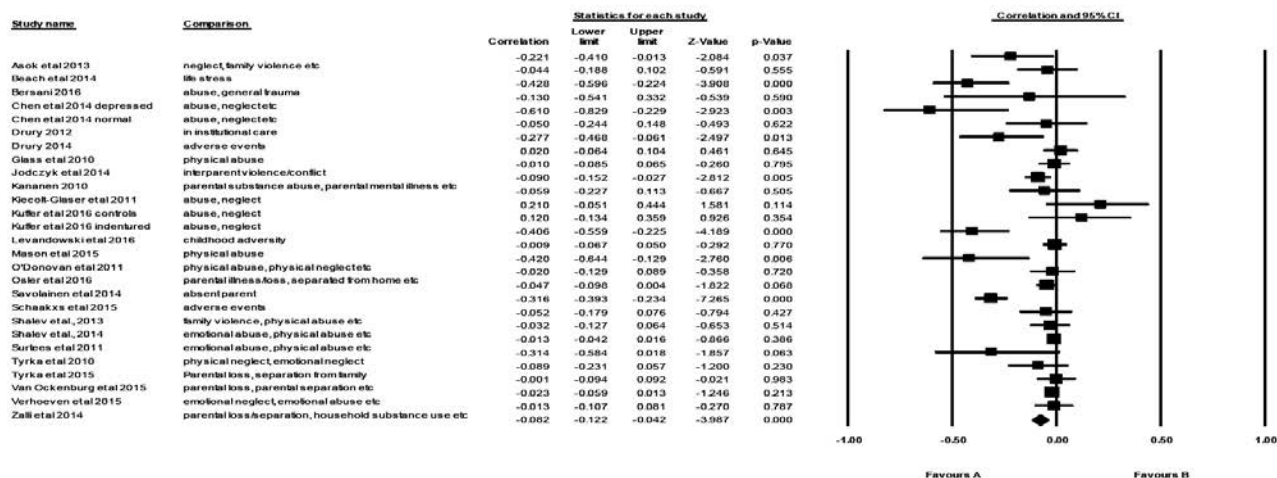 Statistics for each study
Correlation and 95% CI
Study name Comparison
Correlation Lower limit Upper limit Z-Value p-Value
Asok et al 2013 neglect, family violence etc -0.221 -0.410 -0.013 -2.084 0.037
Beach et al 2014 life stress -0.044 -0.188 0.102 -0.591 0.555
Bersani 2016 abuse, general trauma -0.428 -0.596 -0.224 -3.908 0.000
Chen et al 2014 depressed abuse, neglect etc -0.130 -0.541 0.332 -0.539 0.590
Chen et al 2014 normal abuse, neglect etc -0.610 -0.829 -0.229 -2.923 0.003
Drury 2012 in institutional care -0.050 -0.244 0.148 -0.493 0.622
Drury 2014 adverse events -0.277 -0.468 -0.061 -2.497 0.013
Glass et al 2010 physical abuse 0.020 -0.064 0.104 0.461 0.645
Jodczyk et al 2014 interparent violence/conflict -0.010 -0.085 0.065 -0.260 0.795
Kananen 2010 parental substance abuse, parental mental illness etc -0.090 -0.152 -0.027 -2.812 0.005
Kiecolt-Glaser et al 2011 abuse, neglect -0.059 -0.227 0.113 -0.667 0.505
Kuffer et al 2016 controls abuse, neglect 0.210 -0.051 0.444 1.581 0.114
Kuffer et al 2016 indentured abuse, neglect 0.120 -0.134 0.359 0.926 0.354
Levandowski et al 2016 childhood adversity -0.406 -0.559 -0.225 -4.189 0.000
Mason et al 2015 physical abuse -0.009 -0.067 0.050 -0.292 0.770
O'Donovan et al 2011 physical abuse, physical neglect etc -0.420 -0.644 -0.129 -2.760 0.006
Osler et al 2016 parental illness/loss, separated from home etc -0.020 -0.129 0.089 -0.358 0.720
Savolainen et al 2014 absent parent -0.047 -0.098 0.004 -1.822 0.068
Schaakxs et al 2015 adverse events -0.316 -0.393 -0.234 -7.265 0.000
Shalev et al., 2013 family violence, physical abuse etc -0.052 -0.179 0.076 -0.794 0.427
Shalev et al., 2014 emotional abuse, physical abuse etc -0.032 -0.127 0.064 -0.653 0.514
Surtees et al 2011 emotional abuse, physical abuse etc -0.013 -0.042 0.016 -0.866 0.386
Tyrka et al 2010 physical neglect, emotional neglect -0.314 -0.584 0.018 -1.857 0.063
Tyrka et al 2015 Parental loss, separation from family -0.089 -0.231 0.057 -1.200 0.230
Van Ockenburg et al 2015 parental loss, parental separation etc -0.001 -0.094 0.092 -0.021 0.983
Verhoeven et al 2015 emotional neglect, emotional abuse etc -0.023 -0.059 0.013 -1.246 0.213
Zalli et al 2014 parental loss/separation, household substance use etc -0.013 -0.107 0.081 -0.270 0.787
-0.082 -0.122 -0.042 -3.987 0.000
-1.00 -0.50 0.00 0.50 1.00
Favours A Favours B